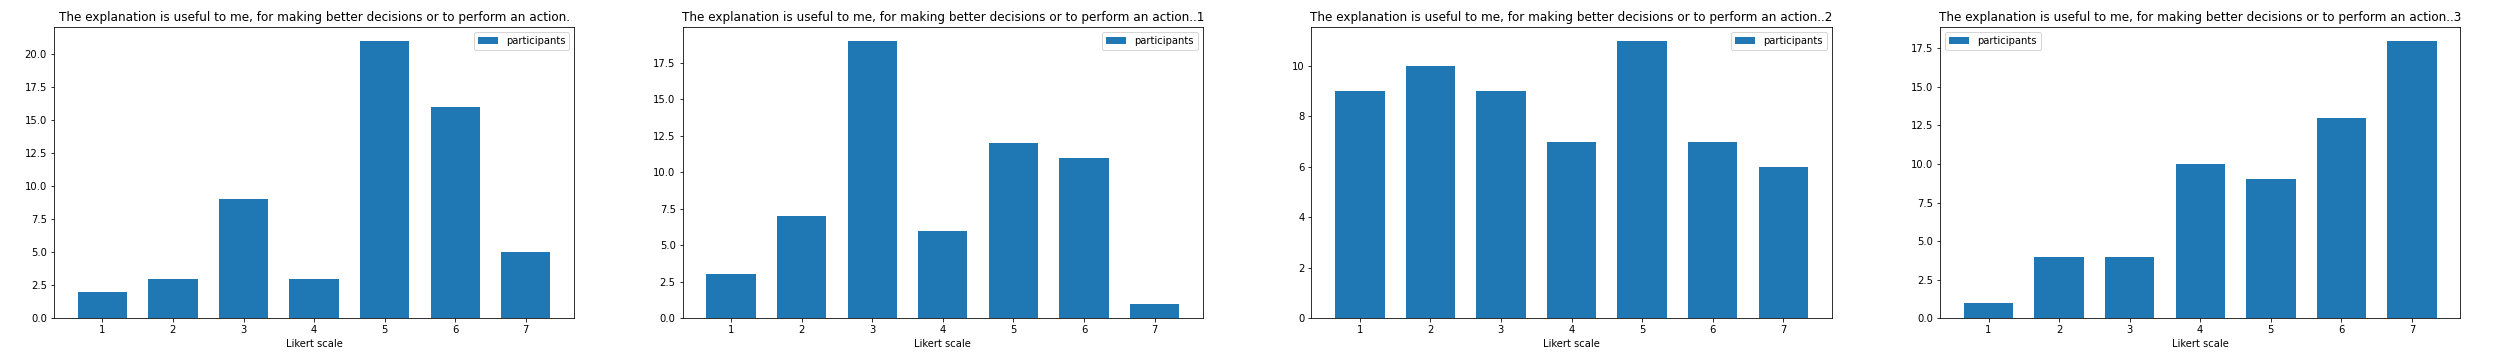 The explanation is useful to me, for making better decisions or to perform an action.
participants
20.0
17.5
15.0
12.5
10.0
7.5
5.0
2.5
0.0
1 2 3 4 5 6 7
Likert scale
The explanation is useful to me, for making better decisions or to perform an action..1
participants
17.5
15.0
12.5
10.0
7.5
5.0
2.5
0.0
1 2 3 4 5 6 7
Likert scale
The explanation is useful to me, for making better decisions or to perform an action..2
participants
10
8
6
4
2
0
1 2 3 4 5 6 7
Likert scale
The explanation is useful to me, for making better decisions or to perform an action..3
participants
17.5
15.0
12.5
10.0
7.5
5.0
2.5
0.0
1 2 3 4 5 6 7
Likert scale